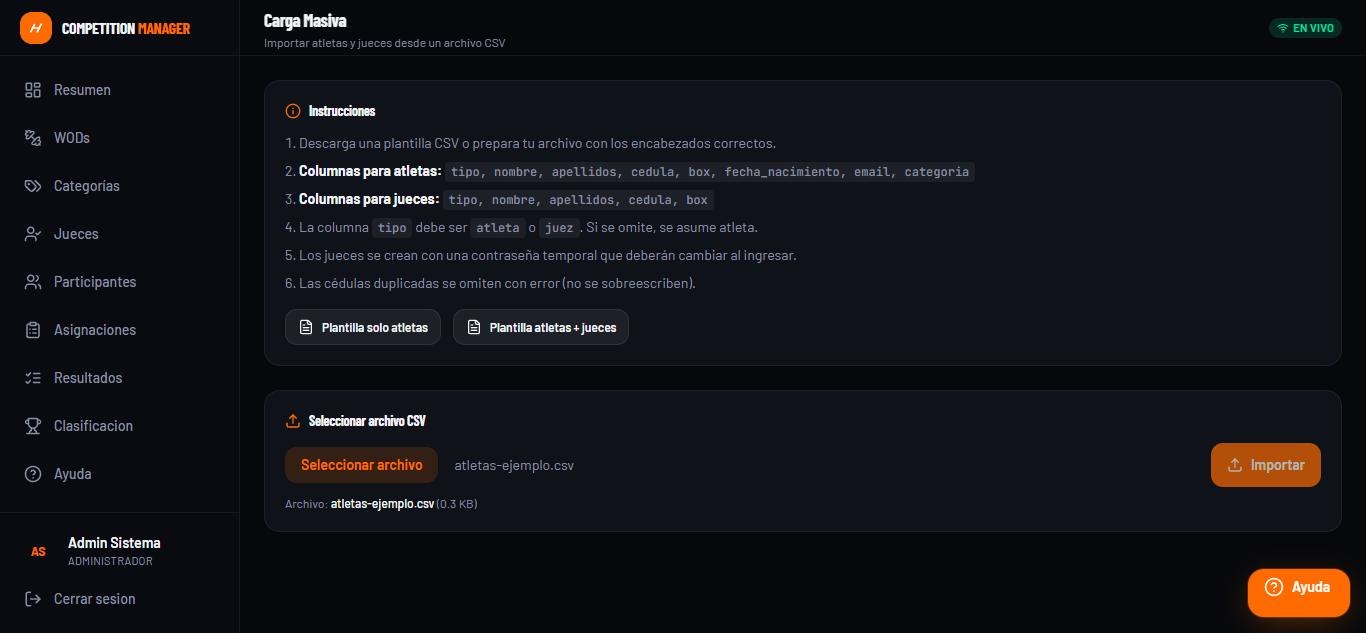 COMPETITION MANAGER
Resumen
WODs
Categorías
Jueces
Participantes
Asignaciones
Resultados
Clasificacion
Ayuda
AS
Admin Sistema
ADMINISTRADOR
Cerrar sesion
Carga Masiva
Importar atletas y jueces desde un archivo CSV
EN VIVO
Instrucciones
1. Descarga una plantilla CSV o prepara tu archivo con los encabezados correctos.
2. Columnas para atletas: tipo, nombre, apellidos, cedula, box, fecha_nacimiento, email, categoria
3. Columnas para jueces: tipo, nombre, apellidos, cedula, box
4. La columna tipo debe ser atleta o juez. Si se omite, se asume atleta.
5. Los jueces se crean con una contraseña temporal que deberán cambiar al ingresar.
6. Las cédulas duplicadas se omiten con error (no se sobreescriben).
Plantilla solo atletas
Plantilla atletas + jueces
Seleccionar archivo CSV
Seleccionar archivo
atletas-ejemplo.csv
Importar
Archivo: atletas-ejemplo.csv (0.3 KB)
Ayuda